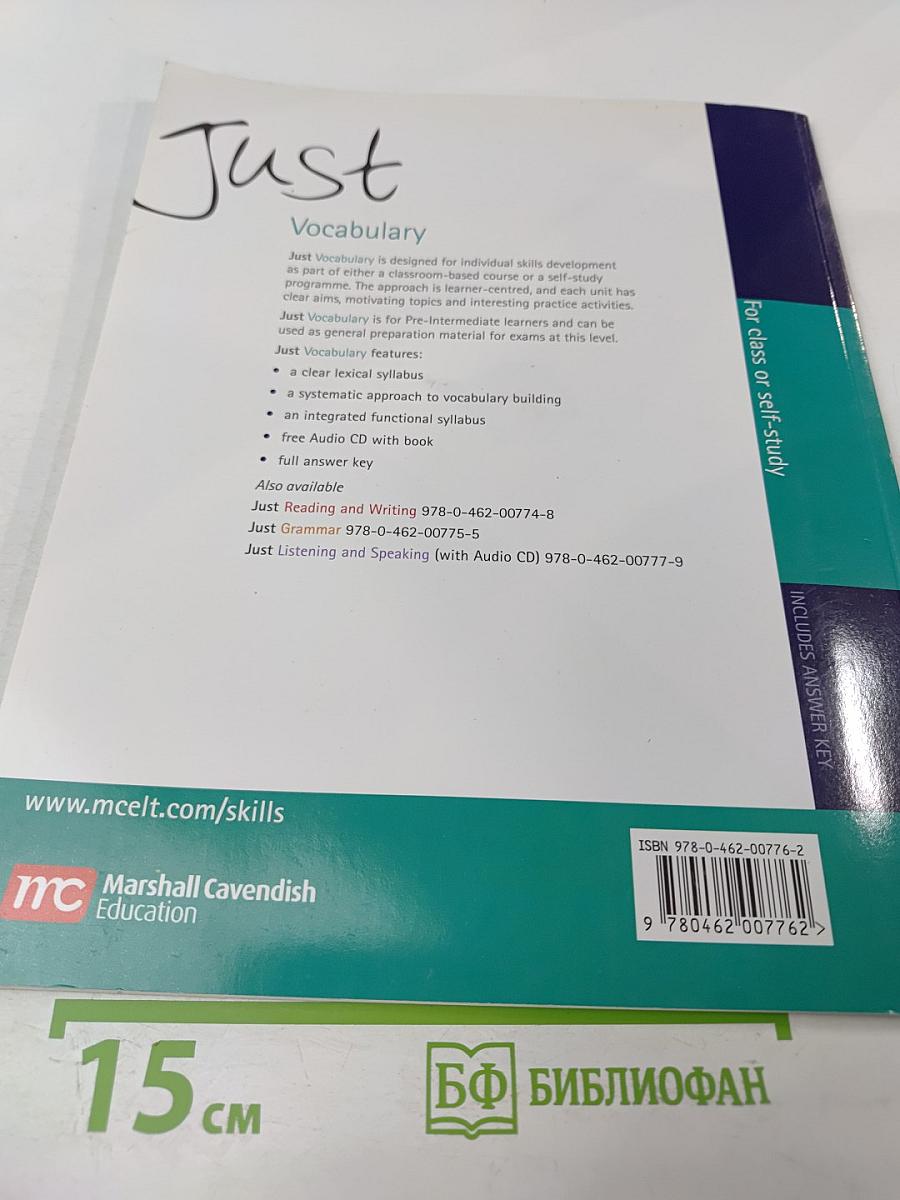 Just
Vocabulary
Just Vocabulary is designed for individual skills development
as part of either a classroom-based course or a self-study
programme. The approach is learner-centred, and each unit has
clear aims, motivating topics and interesting practice activities.
Just Vocabulary is for Pre-Intermediate learners and can be
used as general preparation material for exams at this level.
Just Vocabulary features:
• a clear lexical syllabus
• a systematic approach to vocabulary building
• an integrated functional syllabus
• free Audio CD with book
• full answer key
Also available
Just Reading and Writing 978-0-462-00774-8
Just Grammar 978-0-462-00775-5
Just Listening and Speaking (with Audio CD) 978-0-462-00777-9
For class or self-study
INCLUDES ANSWER KEY
www.mcelt.com/skills
mc
Marshall Cavendish
Education
ISBN 978-0-462-00776-2
9 780462 007762 >
15 см
БФ БИБЛИОФАН